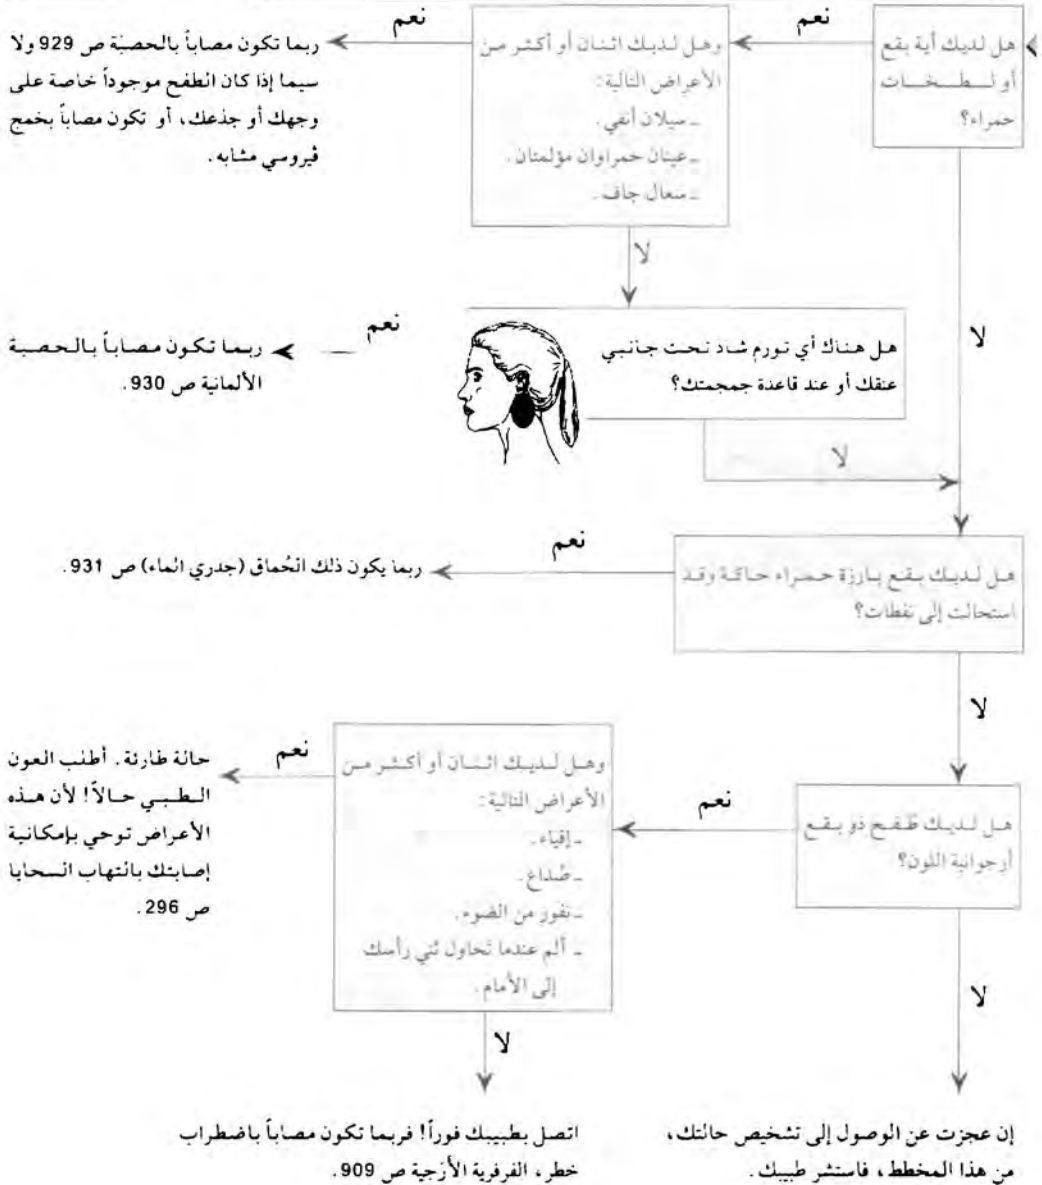 هل لديك أية بقع
أو لـطـخـات
حمراء؟
نعم
وهل لديك اثنان أو أكثر من
الأعراض التالية:
ـ سيلان أنفي.
ـ عينان حمراوان مؤلمتان.
ـ سعال جاف.
نعم
ربما تكون مصاباً بالحصبة ص 929 ولا
سيما إذا كان الطفح موجوداً خاصة على
وجهك أو جذعك، أو تكون مصاباً بخمج
ڤيروسي مشابه.
لا
لا
هل هناك أي تورم شاذ تحت جانبي
عنقك أو عند قاعدة جمجمتك؟
نعم
ربما تكون مصاباً بالحصبة
الألمانية ص 930.
لا
هل لديك بقع بارزة حمراء حاكّة وقد
استحالت إلى نفطات؟
نعم
ربما يكون ذلك الحُماق (جدري الماء) ص 931.
لا
هل لديك طفح ذو بقع
أرجوانية اللون؟
نعم
وهل لديك اثنان أو أكثر من
الأعراض التالية:
ـ إقياء.
ـ صُداع.
ـ نفور من الضوء.
ـ ألم عندما تحاول ثني رأسك
إلى الأمام.
نعم
حالة طارئة. أطلب العون
الطبي حالاً! لأن هذه
الأعراض توحي بإمكانية
إصابتك بالتهاب السحايا
ص 296.
لا
لا
إن عجزت عن الوصول إلى تشخيص حالتك،
من هذا المخطط، فاستشر طبيبك.
اتصل بطبيبك فوراً! فربما تكون مصاباً باضطراب
خطر، الفرفرية الأرَجية ص 909.